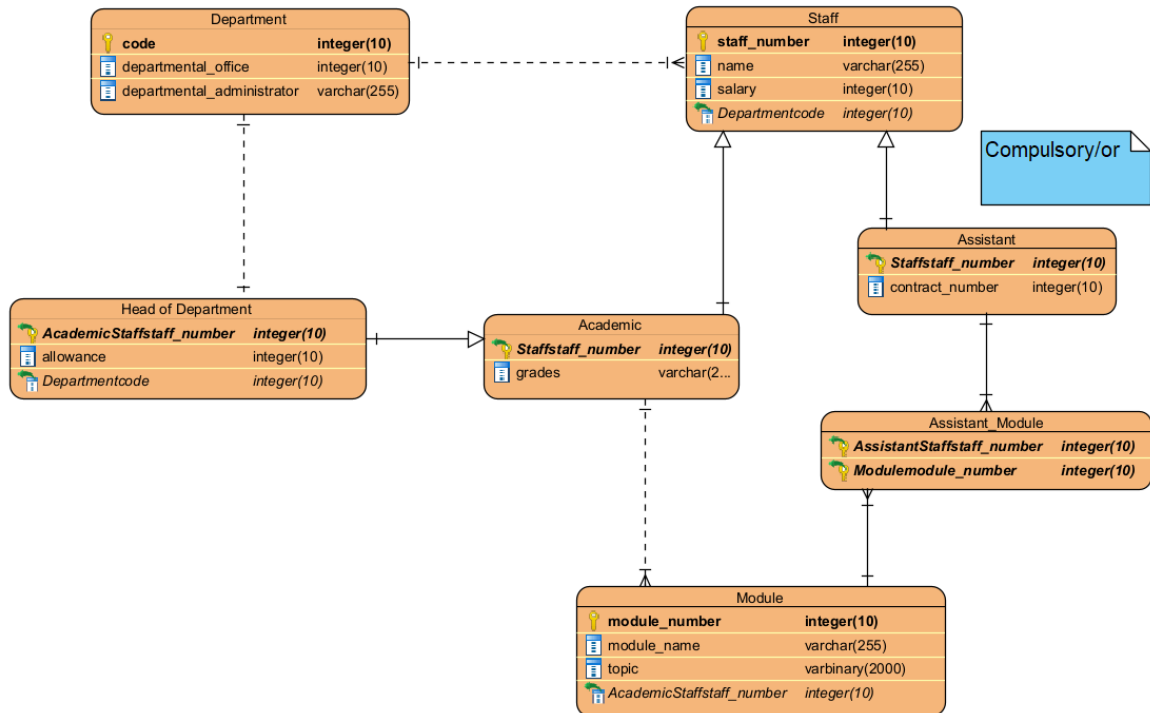 Department
code integer(10)
departmental_office integer(10)
departmental_administrator varchar(255)
Staff
staff_number integer(10)
name varchar(255)
salary integer(10)
Departmentcode integer(10)
Compulsory/or
Assistant
Staffstaff_number integer(10)
contract_number integer(10)
Head of Department
AcademicStaffstaff_number integer(10)
allowance integer(10)
Departmentcode integer(10)
Academic
Staffstaff_number integer(10)
grades varchar(2...
Assistant_Module
AssistantStaffstaff_number integer(10)
Modulemodule_number integer(10)
Module
module_number integer(10)
module_name varchar(255)
topic varbinary(2000)
AcademicStaffstaff_number integer(10)